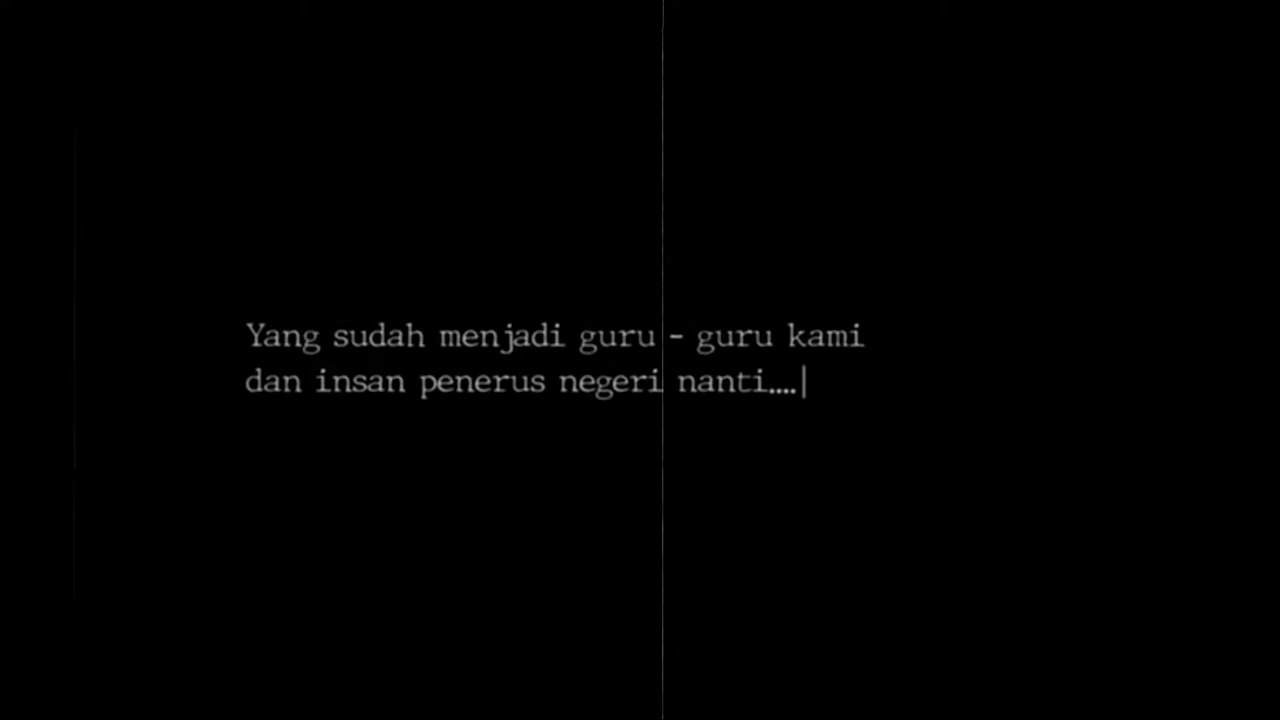 Yang sudah menjadi guru - guru kami
dan insan penerus negeri nanti....|